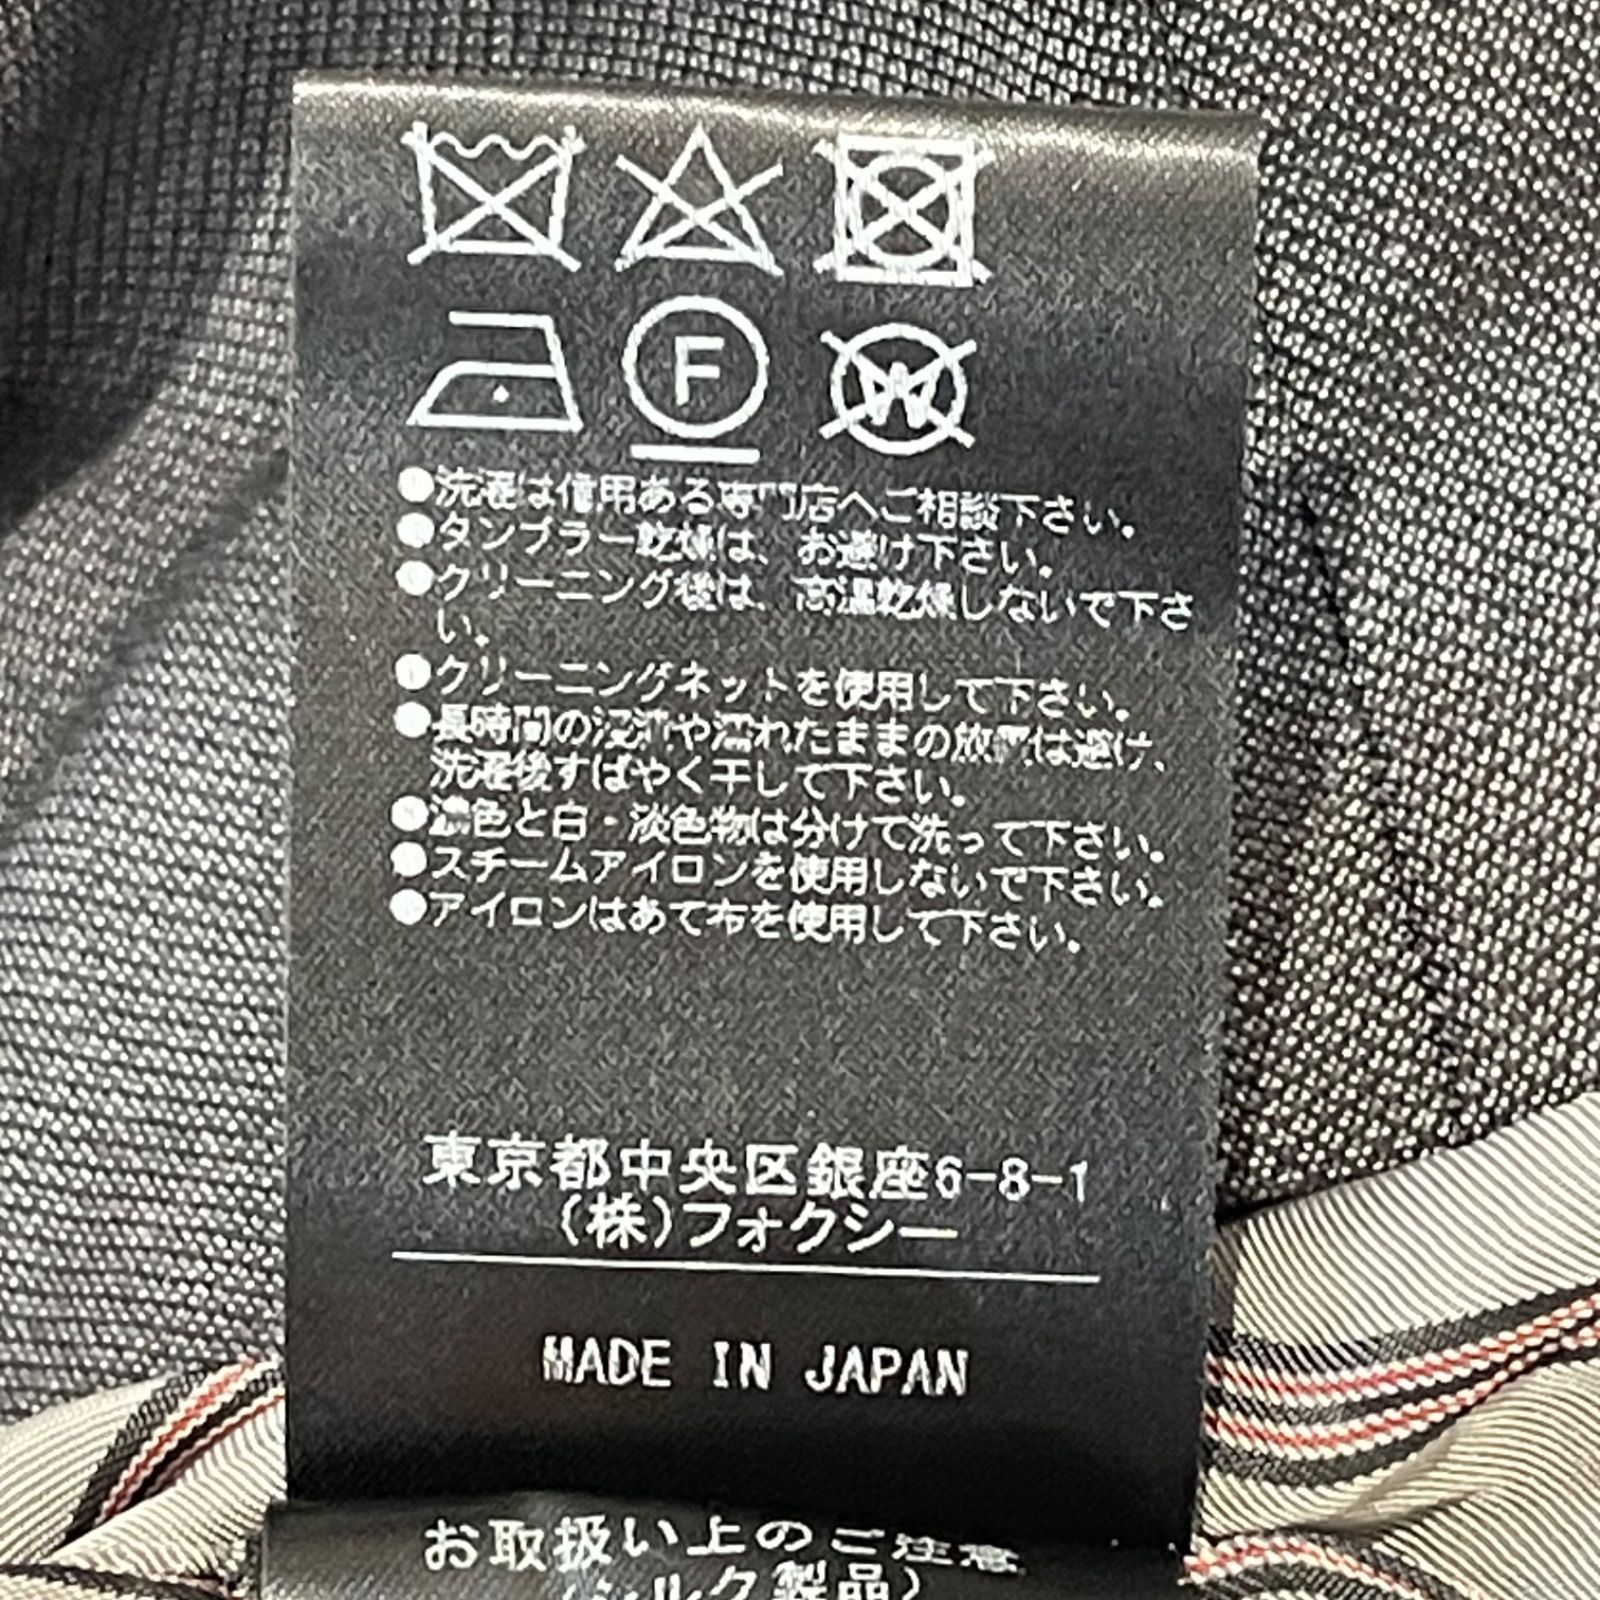 F
W
●洗濯は信用ある専門店へご相談下さい。
●タンブラー乾燥は、お避け下さい。
●クリーニング後は、高温乾燥しないで下さ
い。
●クリーニングネットを使用して下さい。
●長時間の浸漬や濡れたままの放置は避け、
洗濯後すばやく干して下さい。
●濃色と白・淡色物は分けて洗って下さい。
●スチームアイロンを使用しないで下さい。
●アイロンはあて布を使用して下さい。
東京都中央区銀座6-8-1
(株)フォクシー
MADE IN JAPAN
お取扱い上のご注意
(シルク製品)